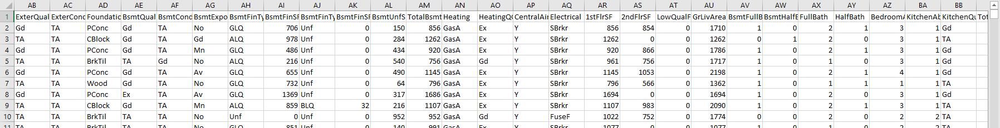 AB AC AD AE AF AG AH AI AJ AK AL AM AN AO AP AQ AR AS AT AU AV AW AX AY AZ BA BB
1 ExterQual ExterCond Foundatic BsmtQual BsmtCond BsmtExpo BsmtFinTy BsmtFinSF BsmtFinTy BsmtFinSF BsmtUnfS TotalBsmt Heating HeatingQC CentralAir Electrical 1stFlrSF 2ndFlrSF LowQualF GrLivArea BsmtFullB BsmtHalfE FullBath HalfBath BedroomA KitchenAb KitchenQu Tot
2 Gd TA PConc Gd TA No GLQ 706 Unf 0 150 856 GasA Ex Y SBrkr 856 854 0 1710 1 0 2 1 3 1 Gd
3 TA TA CBlock Gd TA Gd ALQ 978 Unf 0 284 1262 GasA Ex Y SBrkr 1262 0 0 1262 0 1 2 0 3 1 TA
4 Gd TA PConc Gd TA Mn GLQ 486 Unf 0 434 920 GasA Ex Y SBrkr 920 866 0 1786 1 0 2 1 3 1 Gd
5 TA TA BrkTil TA Gd No ALQ 216 Unf 0 540 756 GasA Gd Y SBrkr 961 756 0 1717 1 0 1 0 3 1 Gd
6 Gd TA PConc Gd TA Av GLQ 655 Unf 0 490 1145 GasA Ex Y SBrkr 1145 1053 0 2198 1 0 2 1 4 1 Gd
7 TA TA Wood Gd TA No GLQ 732 Unf 0 64 796 GasA Ex Y SBrkr 796 566 0 1362 1 0 1 1 1 1 TA
8 Gd TA PConc Ex TA Av GLQ 1369 Unf 0 317 1686 GasA Ex Y SBrkr 1694 0 0 1694 1 0 2 0 3 1 Gd
9 TA TA CBlock Gd TA Mn ALQ 859 BLQ 32 216 1107 GasA Ex Y SBrkr 1107 983 0 2090 1 0 2 1 3 1 TA
10 TA TA BrkTil TA TA No Unf 0 Unf 0 952 952 GasA Gd Y FuseF 1022 752 0 1774 0 0 2 0 2 2 TA
11 TA TA BrkTil TA TA No GLQ 851 Unf 0 140 991 GasA Ex Y SBrkr 1077 0 0 1077 1 0 1 0 2 2 TA